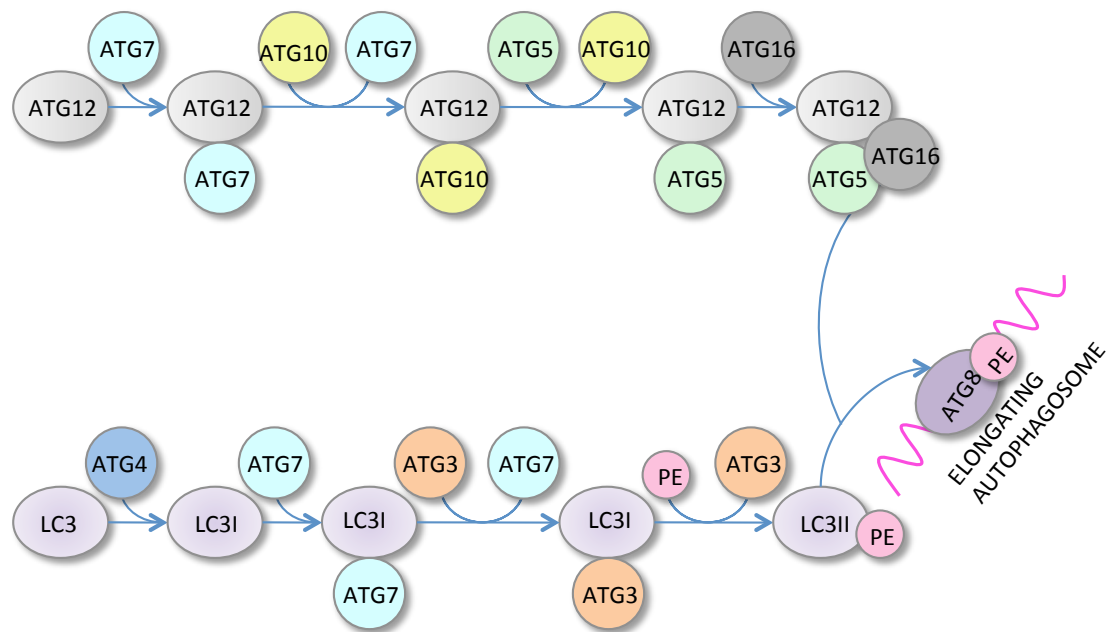 ATG7
ATG10
ATG7
ATG5
ATG10
ATG16
ATG12
ATG12
ATG12
ATG12
ATG12
ATG7
ATG10
ATG5
ATG5
ATG16
ATG8
PE
ELONGATING
AUTOPHAGOSOME
ATG4
ATG7
ATG3
ATG7
PE
ATG3
LC3
LC3I
LC3I
LC3I
LC3II
PE
ATG7
ATG3